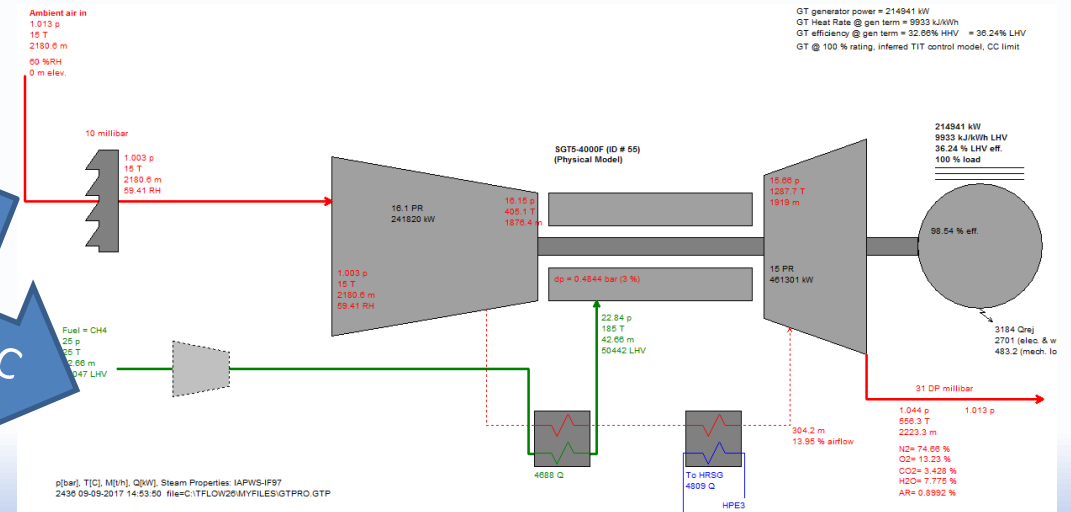 Ambient air in
1.013 p
15 T
2180.6 m
60 %RH
0 m elev.
GT generator power = 214941 kW
GT Heat Rate @ gen term = 9933 kJ/kWh
GT efficiency @ gen term = 32.66% HHV = 36.24% LHV
GT @ 100 % rating, inferred TIT control model, CC limit
10 millibar
1.003 p
15 T
2180.6 m
59.41 RH
16.1 PR
241820 kW
1.003 p
15 T
2180.6 m
59.41 RH
16.15 p
405.1 T
1876.4 m
SGT5-4000F (ID # 55)
(Physical Model)
dp = 0.4844 bar (3 %)
15.66 p
1287.7 T
1919 m
15 PR
461301 kW
214941 kW
9933 kJ/kWh LHV
36.24 % LHV eff.
100 % load
98.54 % eff.
3184 Qrej
2701 (elec. & w
483.2 (mech. lo
C
Fuel = CH4
25 p
25 T
2.66 m
047 LHV
22.84 p
185 T
42.66 m
50442 LHV
4688 Q
To HRSG
4809 Q
HPE3
304.2 m
13.95 % airflow
31 DP millibar
1.044 p 1.013 p
556.3 T
2223.3 m
N2= 74.66 %
O2= 13.23 %
CO2= 3.428 %
H2O= 7.775 %
AR= 0.8992 %
p[bar], T[C], M[t/h], Q[kW], Steam Properties: IAPWS-IF97
2436 09-09-2017 14:53:50 file=C:\TFLOW26\MYFILES\GTPRO.GTP